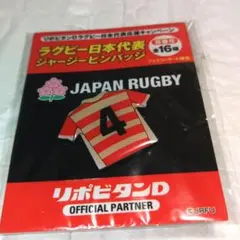 リポビタンDラグビー日本代表応援キャンペーン
ラグビー日本代表
ジャージーピンバッジ
全16種
JAPAN RUGBY
4
リポビタンD
OFFICIAL PARTNER
©JRFU